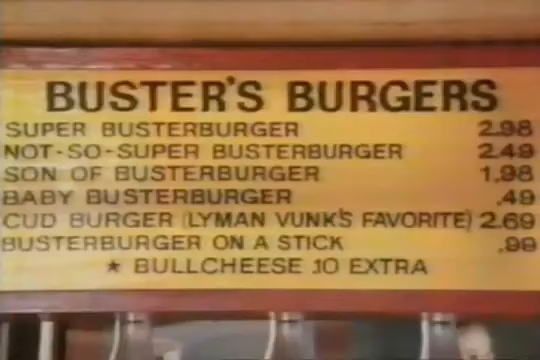 BUSTER'S BURGERS
SUPER BUSTERBURGER 2.98
NOT-SO-SUPER BUSTERBURGER 2.49
SON OF BUSTERBURGER 1.98
BABY BUSTERBURGER .49
CUD BURGER (LYMAN VUNK'S FAVORITE) 2.69
BUSTERBURGER ON A STICK .99
★ BULLCHEESE .10 EXTRA